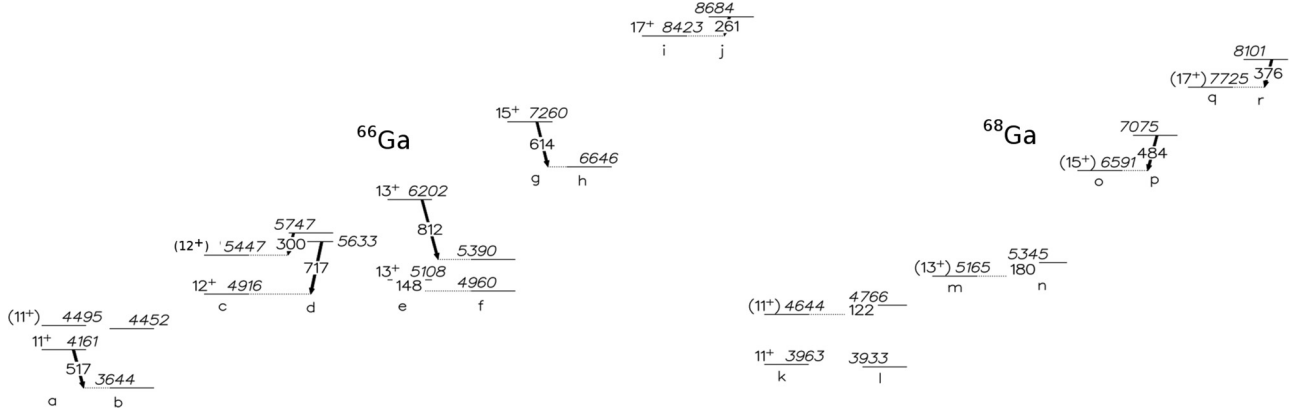 8684
17⁺ 8423 261
i j
8101
(17⁺) 7725 376
q r
15⁺ 7260
⁶⁶Ga
614
6646
g h
⁶⁸Ga
7075
(15⁺) 6591 484
o p
13⁺ 6202
812
5747
5633
(12⁺) 5447 300
717
5390
13⁺ 5108
148 4960
12⁺ 4916
c d e f
5345
(13⁺) 5165 180
m n
(11⁺) 4495 4452
11⁺ 4161
517
3644
a b
4766
(11⁺) 4644 122
11⁺ 3963 3933
k l